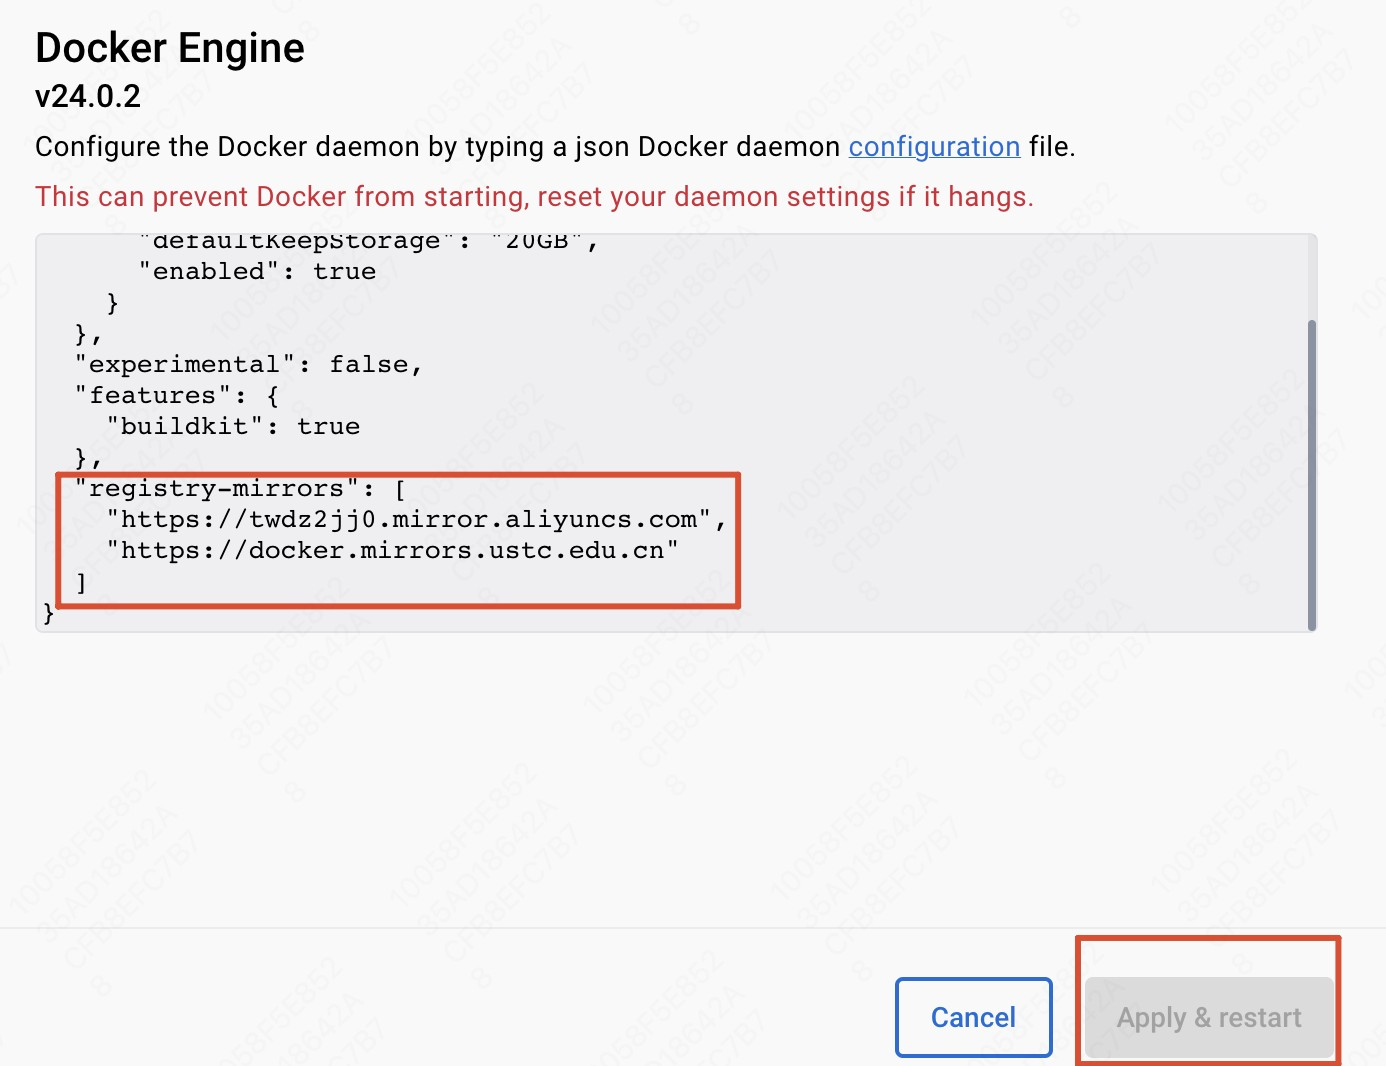 Docker Engine
v24.0.2
Configure the Docker daemon by typing a json Docker daemon configuration file.
This can prevent Docker from starting, reset your daemon settings if it hangs.
"defaultKeepStorage": "20GB",
"enabled": true
}
},
"experimental": false,
"features": {
"buildkit": true
},
"registry-mirrors": [
"https://twdz2jj0.mirror.aliyuncs.com",
"https://docker.mirrors.ustc.edu.cn"
]
}
Cancel
Apply & restart